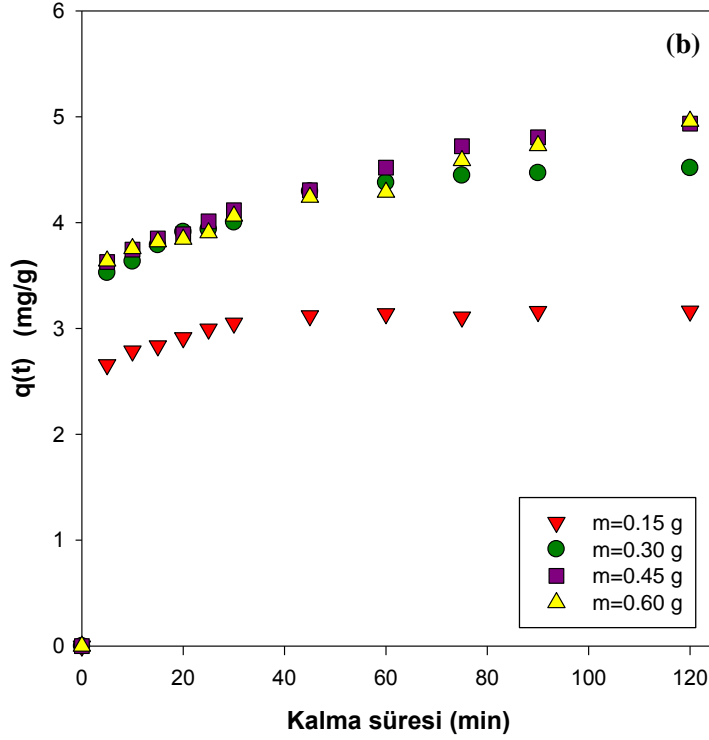 (b)
q(t) (mg/g)
6
5
4
3
2
1
0
0 20 40 60 80 100 120
Kalma süresi (min)
m=0.15 g
m=0.30 g
m=0.45 g
m=0.60 g